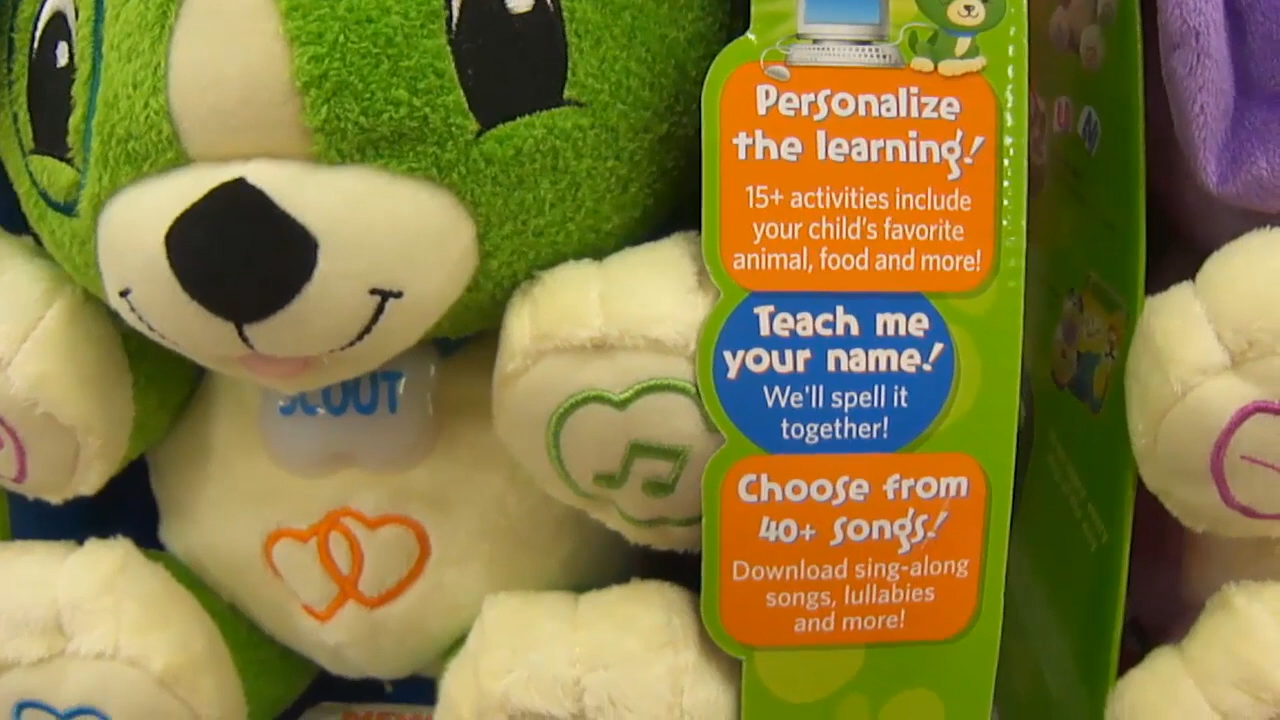 Personalize
the learning!
15+ activities include
your child's favorite
animal, food and more!
Teach me
your name!
We'll spell it
together!
SCOUT
Choose from
40+ songs!
Download sing-along
songs, lullabies
and more!